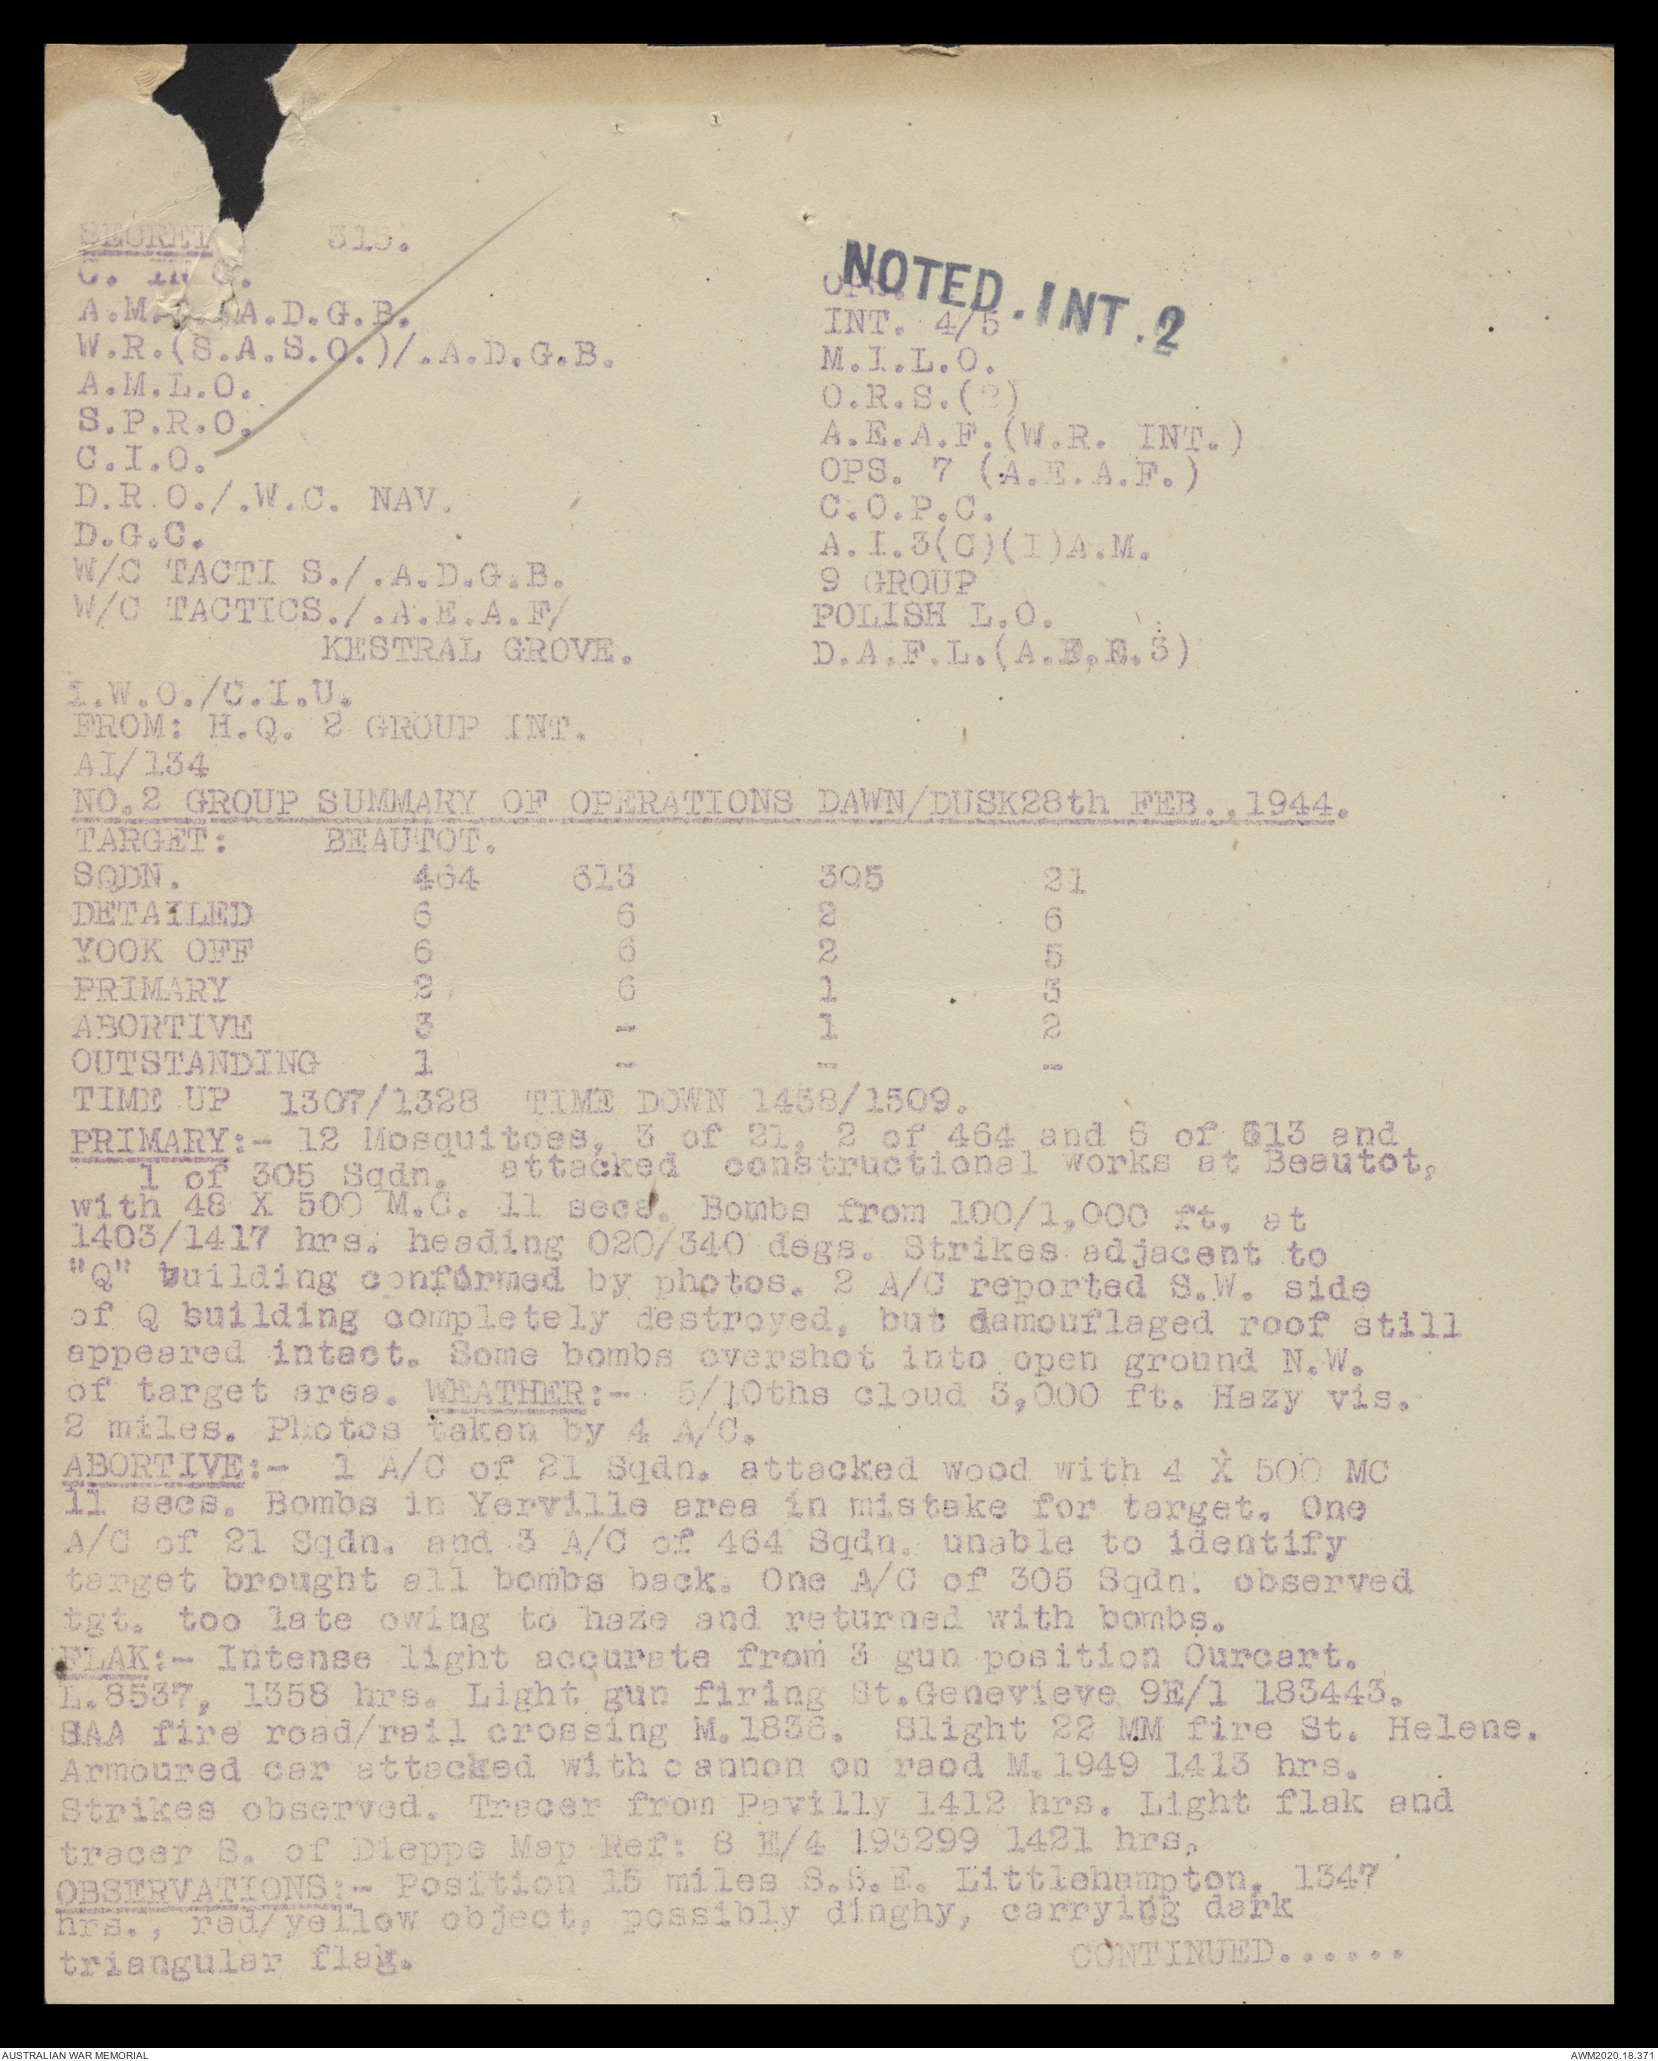 SECRET 313.
C. IN C.
A.M. A.D.G.B.
W.R.(S.A.S.O.)/.A.D.G.B.
A.M.L.O.
S.P.R.O.
C.I.O.
D.R.O./.W.C. NAV.
D.G.C.
W/C TACTI S./.A.D.G.B.
W/C TACTICS./.A.E.A.F/
KESTRAL GROVE.
I.W.O./C.I.U.
NOTED.INT.2
OPS.
INT. 4/5
M.I.L.O.
O.R.S.(2)
A.E.A.F.(W.R. INT.)
OPS. 7 (A.E.A.F.)
C.O.P.C.
A.I.3(C)(I)A.M.
9 GROUP
POLISH L.O.
D.A.F.L.(A.E.E.3)
FROM: H.Q. 2 GROUP INT.
AI/134
NO.2 GROUP SUMMARY OF OPERATIONS DAWN/DUSK28th FEB..1944.
TARGET: BEAUTOT.
SQDN. 464 613 305 21
DETAILED 6 6 2 6
YOOK OFF 6 6 2 5
PRIMARY 2 6 1 3
ABORTIVE 3 - 1 2
OUTSTANDING 1 - - -
TIME UP 1307/1328 TIME DOWN 1438/1509.
PRIMARY:- 12 Mosquitoes, 3 of 21, 2 of 464 and 6 of 613 and
1 of 305 Sqdn. attacked constructional works at Beautot,
with 48 X 500 M.C. 11 secs. Bombs from 100/1,000 ft. at
1403/1417 hrs. heading 020/340 degs. Strikes adjacent to
"Q" building confirmed by photos. 2 A/C reported S.W. side
of Q building completely destroyed, but damouflaged roof still
appeared intact. Some bombs overshot into open ground N.W.
of target area. WEATHER:- 5/10ths cloud 3,000 ft. Hazy vis.
2 miles. Photos taken by 4 A/C.
ABORTIVE:- 1 A/C of 21 Sqdn. attacked wood with 4 X 500 MC
11 secs. Bombs in Yerville area in mistake for target. One
A/C of 21 Sqdn. and 3 A/C of 464 Sqdn. unable to identify
target brought all bombs back. One A/C of 305 Sqdn. observed
tgt. too late owing to haze and returned with bombs.
FLAK:- Intense light accurate from 3 gun position Ourcart.
L.8537, 1358 hrs. Light gun firing St.Genevieve 9E/1 183443.
SAA fire road/rail crossing M.1836. Slight 22 MM fire St. Helene.
Armoured car attacked with cannon on raod M.1949 1413 hrs.
Strikes observed. Tracer from Pavilly 1412 hrs. Light flak and
tracer S. of Dieppe Map Ref: 8 E/4 193299 1421 hrs,
OBSERVATIONS:- Position 15 miles S.S.E. Littlehampton. 1347
hrs., red/yellow object, possibly dinghy, carrying dark
triangular flag.
CONTINUED......
AUSTRALIAN WAR MEMORIAL
AWM2020.18.371